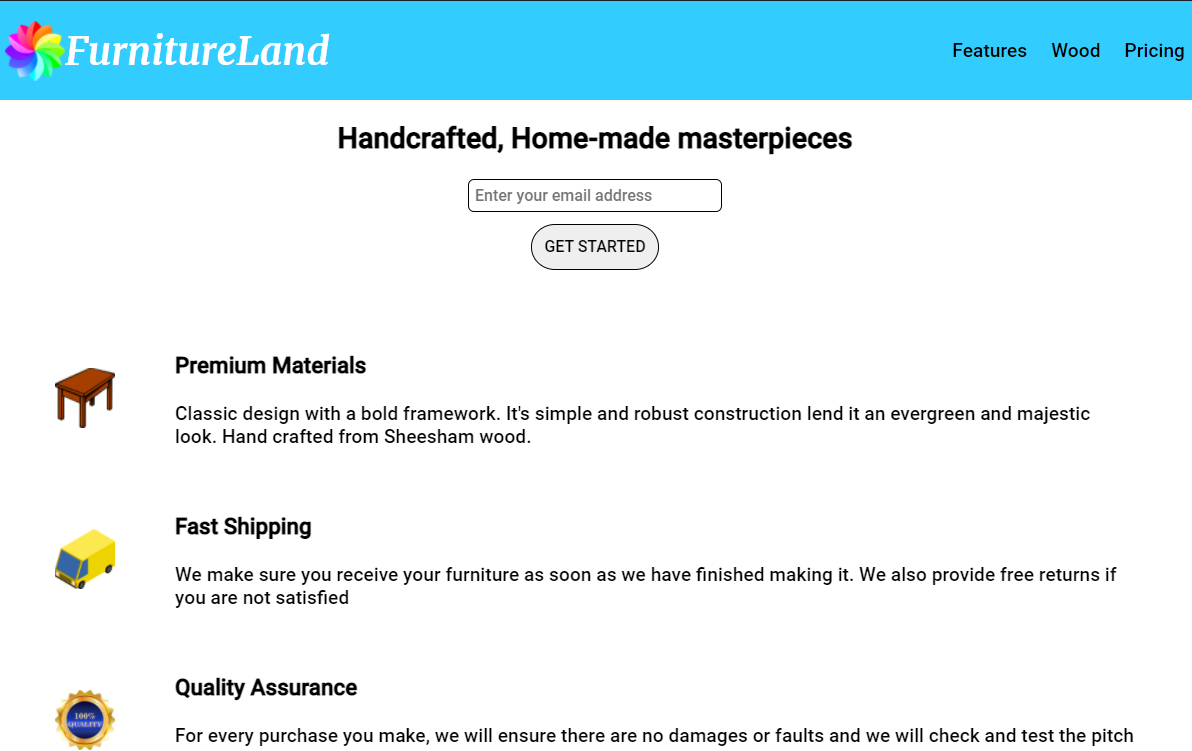 FurnitureLand
Features Wood Pricing
Handcrafted, Home-made masterpieces
Enter your email address
GET STARTED
Premium Materials
Classic design with a bold framework. It's simple and robust construction lend it an evergreen and majestic
look. Hand crafted from Sheesham wood.
Fast Shipping
We make sure you receive your furniture as soon as we have finished making it. We also provide free returns if
you are not satisfied
Quality Assurance
100%
QUALITY
For every purchase you make, we will ensure there are no damages or faults and we will check and test the pitch